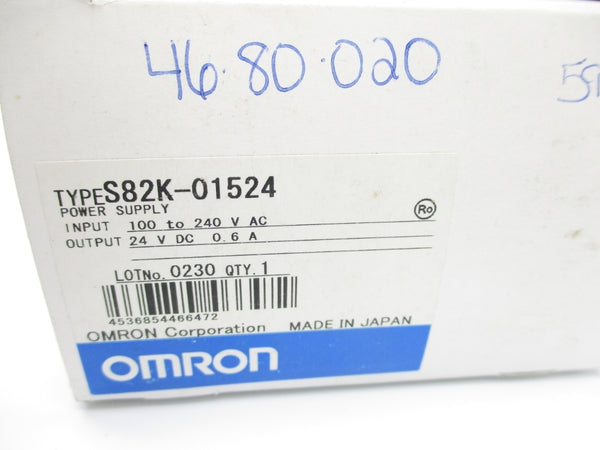 46·80·020
TYPE S82K-01524
POWER SUPPLY
INPUT 100 to 240 V AC
OUTPUT 24 V DC 0.6 A
Ro
LOTNo. 0230 QTY. 1
4536854466472
OMRON Corporation MADE IN JAPAN
OMRON